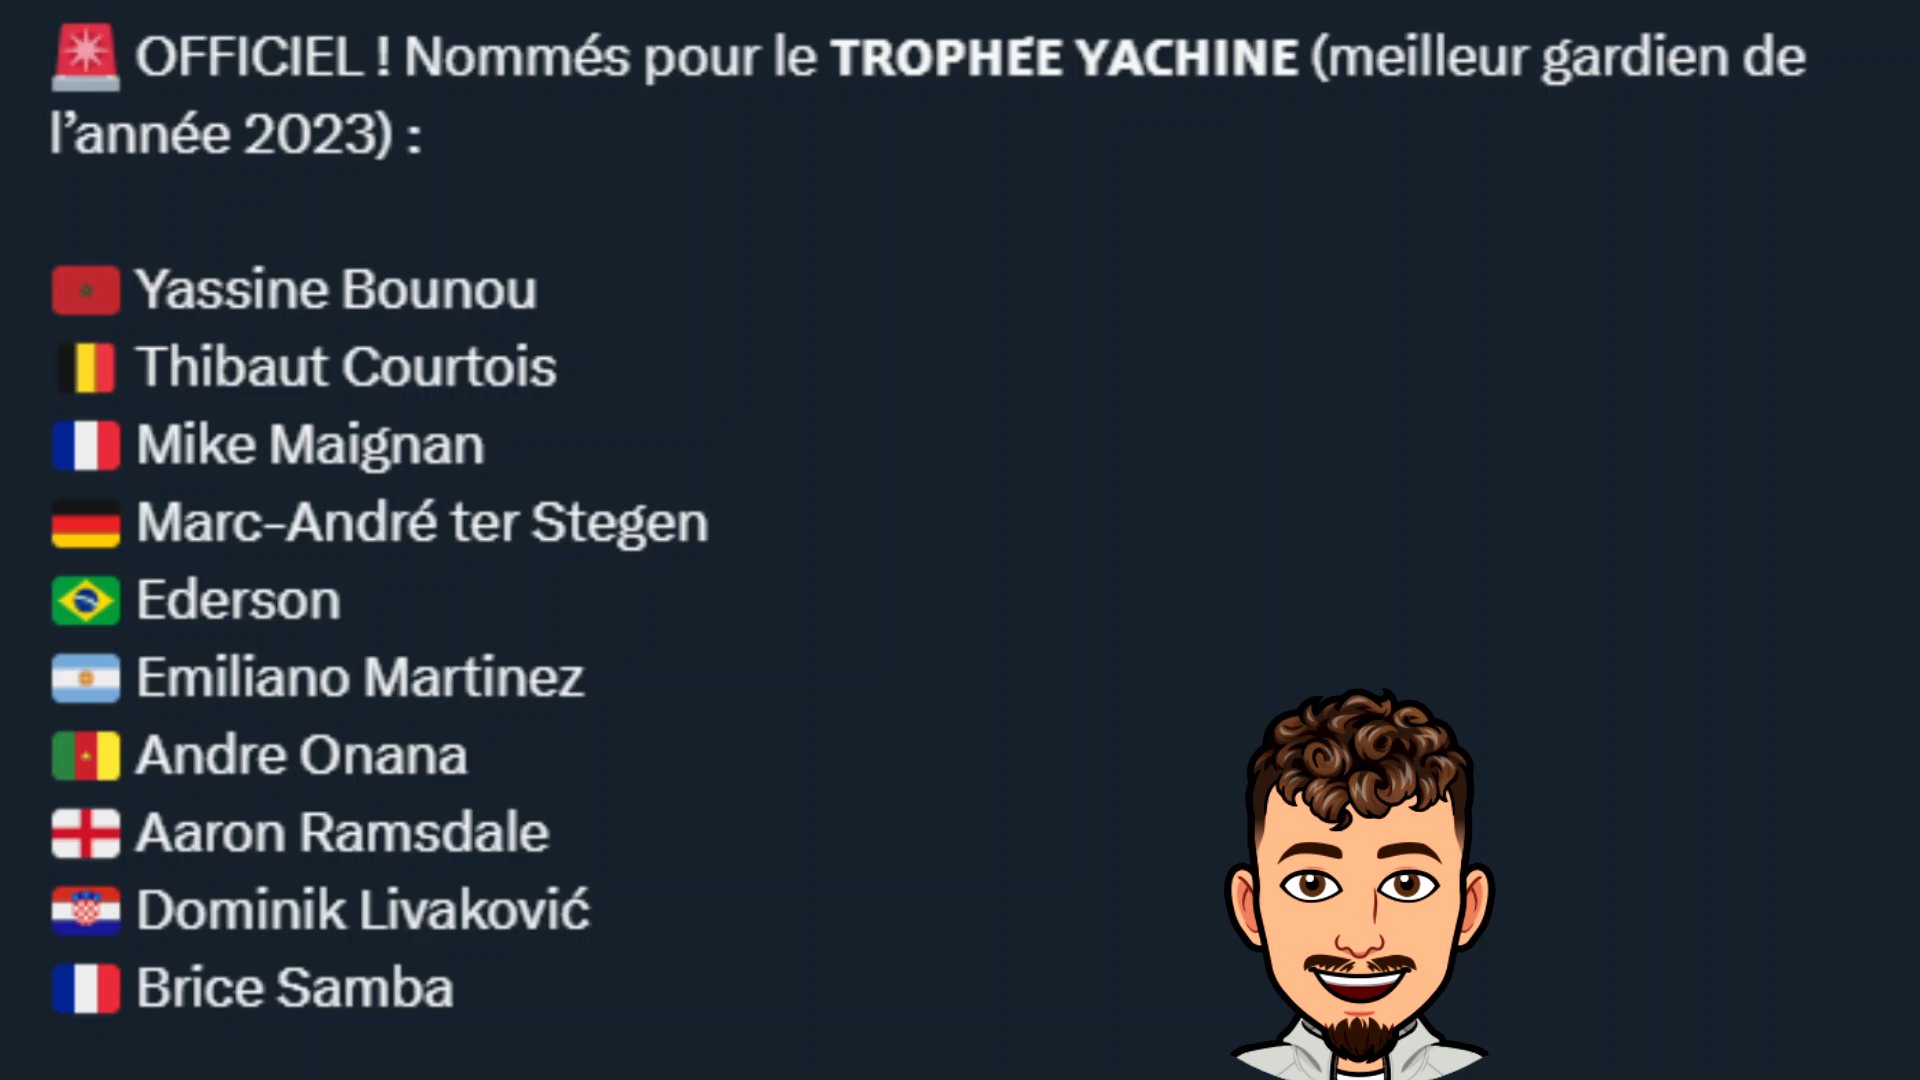 OFFICIEL ! Nommés pour le TROPHÉE YACHINE (meilleur gardien de
l’année 2023) :
Yassine Bounou
Thibaut Courtois
Mike Maignan
Marc-André ter Stegen
Ederson
Emiliano Martinez
Andre Onana
Aaron Ramsdale
Dominik Livaković
Brice Samba